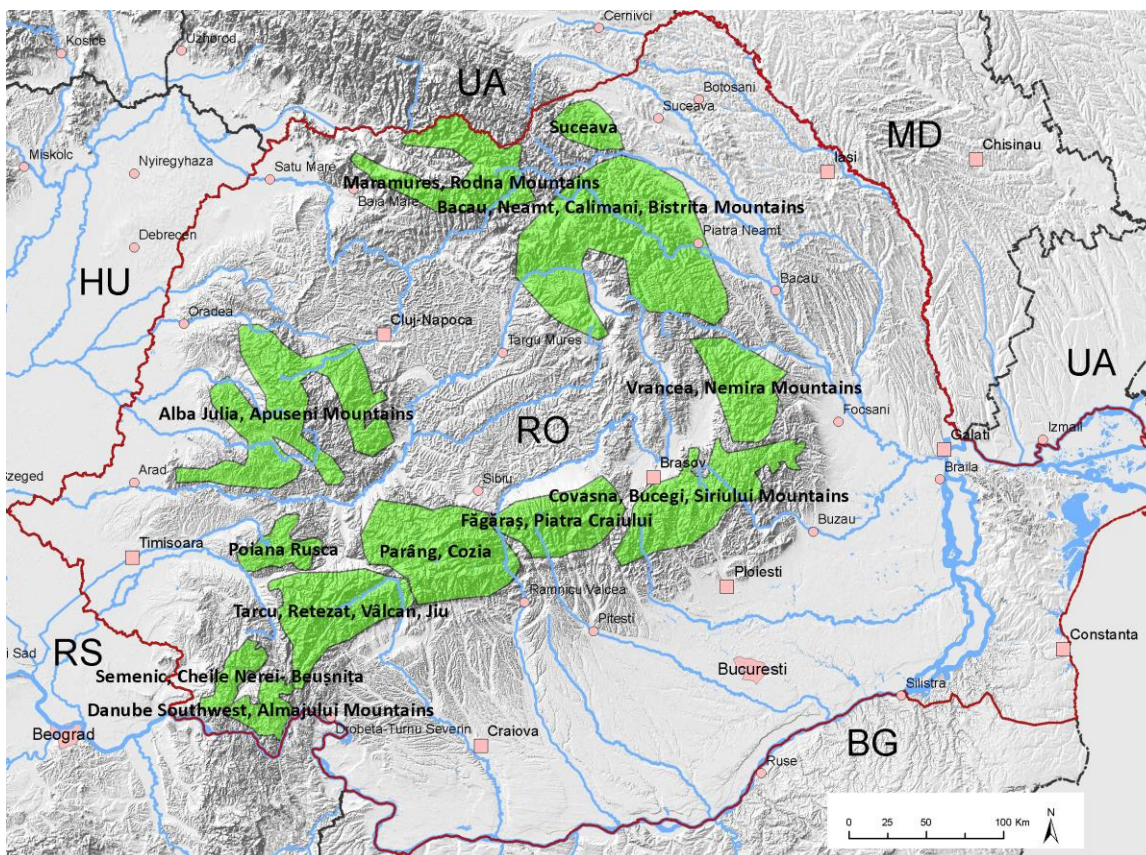 Cernivci
Kosice
Uzhorod
UA
Botosani
Suceava
Suceava
MD
Chisinau
Miskolc
Nyiregyhaza
Satu Mare
Iasi
Maramures, Rodna Mountains
Baia Mare
Bacau, Neamt, Calimani, Bistrita Mountains
Debrecen
Piatra Neamt
HU
Bacau
Oradea
Cluj-Napoca
Targu Mures
UA
Vrancea, Nemira Mountains
Alba Julia, Apuseni Mountains
Focsani
RO
Izmail
Galati
Szeged
Arad
Sibiu
Brasov
Braila
Covasna, Bucegi, Siriului Mountains
Făgăraș, Piatra Craiului
Buzau
Timisoara
Poiana Rusca
Parâng, Cozia
Ploiesti
Ramnicu Valcea
Tarcu, Retezat, Vâlcan, Jiu
Pitesti
RS
i Sad
Constanta
Bucuresti
Semenic, Cheile Nerei- Beusnița
Silistra
Danube Southwest, Almajului Mountains
Drobeta-Turnu Severin
Beograd
Craiova
BG
Ruse
0 25 50 100 Km
N